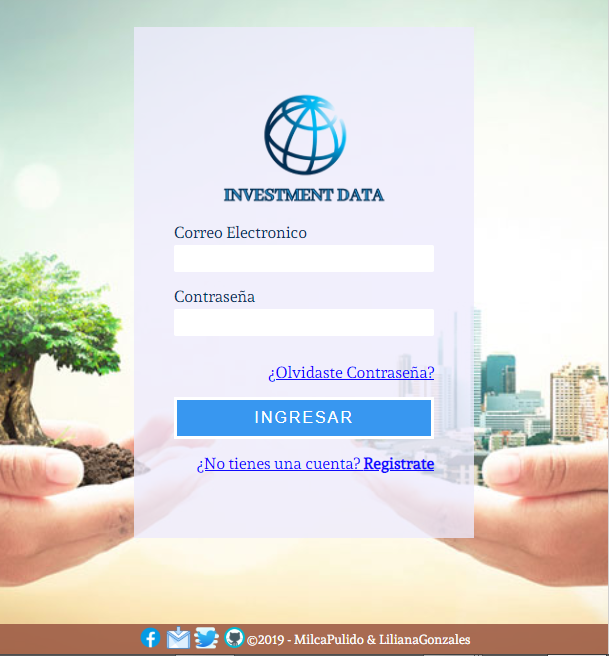 INVESTMENT DATA
Correo Electronico
Contraseña
¿Olvidaste Contraseña?
INGRESAR
¿No tienes una cuenta? Registrate
©2019 - MilcaPulido & LilianaGonzales